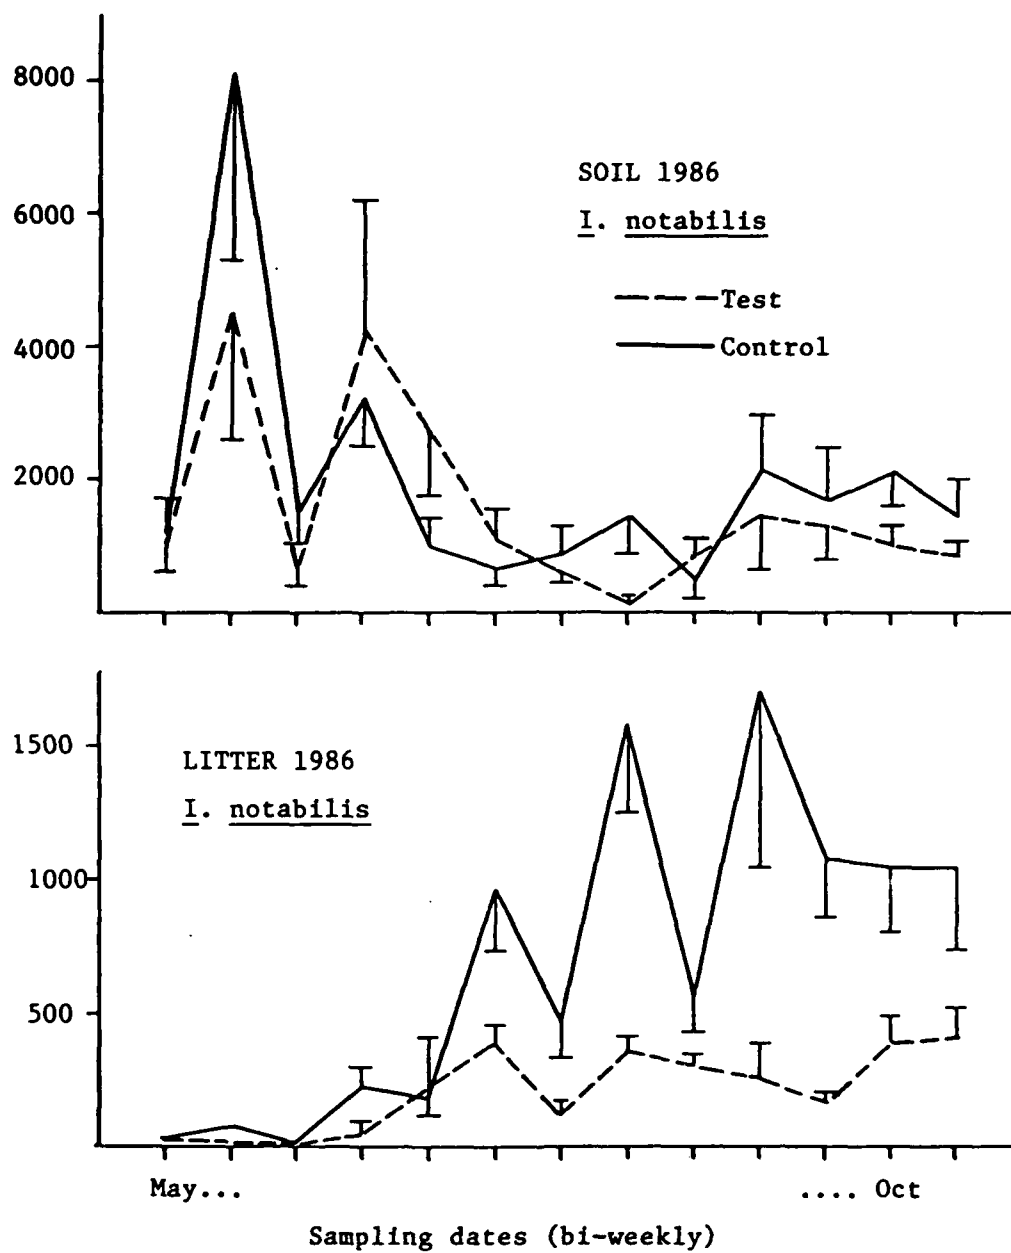 8000
6000
4000
2000
SOIL 1986
I. notabilis
Test
Control
1500
1000
500
LITTER 1986
I. notabilis
May...
.... Oct
Sampling dates (bi-weekly)